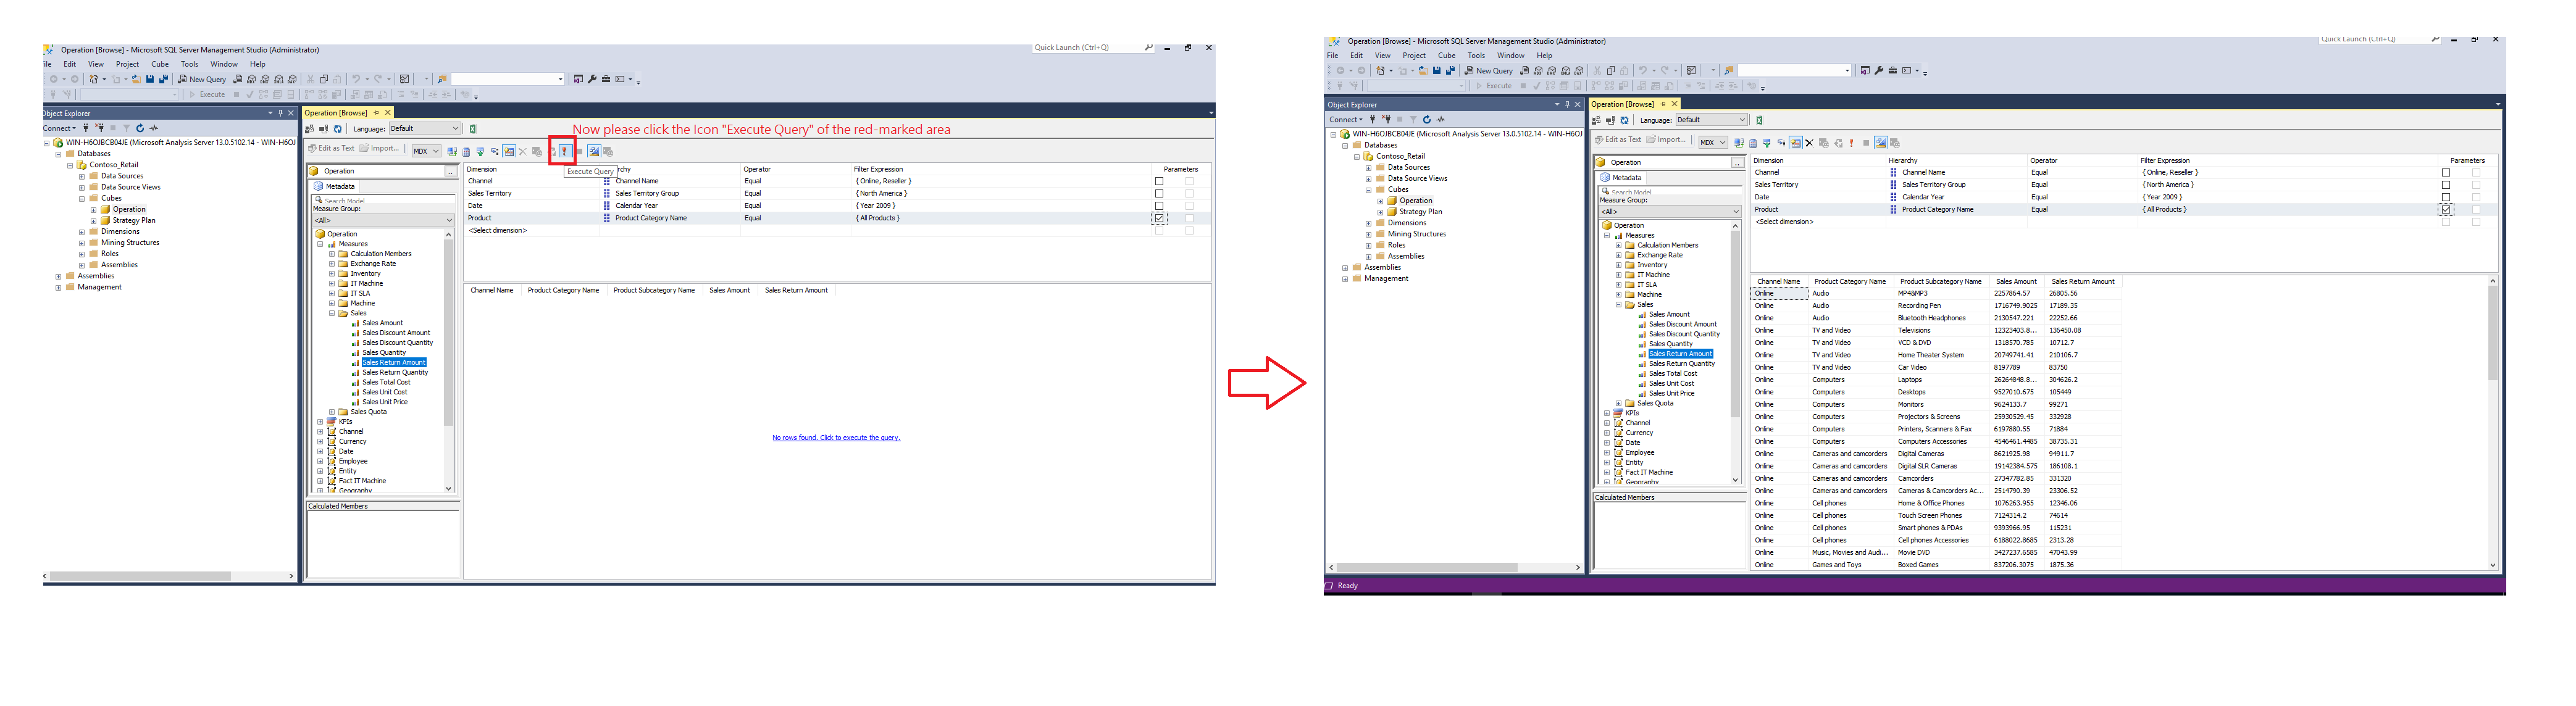 Operation [Browse] - Microsoft SQL Server Management Studio (Administrator)
Quick Launch (Ctrl+Q)
ile Edit View Project Cube Tools Window Help
New Query
Execute
Object Explorer
Connect
WIN-H6OJBCB04JE (Microsoft Analysis Server 13.0.5102.14 - WIN-H6OJ
Databases
Contoso_Retail
Data Sources
Data Source Views
Cubes
Operation
Strategy Plan
Dimensions
Mining Structures
Roles
Assemblies
Assemblies
Management
Operation [Browse]
Language: Default
Now please click the Icon "Execute Query" of the red-marked area
Edit as Text Import... MDX
Execute Query
Operation
Metadata
Search Model
Measure Group:
<All>
Operation
Measures
Calculation Members
Exchange Rate
Inventory
IT Machine
IT SLA
Machine
Sales
Sales Amount
Sales Discount Amount
Sales Discount Quantity
Sales Quantity
Sales Return Amount
Sales Return Quantity
Sales Total Cost
Sales Unit Cost
Sales Unit Price
Sales Quota
KPIs
Channel
Currency
Date
Employee
Entity
Fact IT Machine
Geography
Calculated Members
Dimension rchy Operator Filter Expression Parameters
Channel Channel Name Equal { Online, Reseller }
Sales Territory Sales Territory Group Equal { North America }
Date Calendar Year Equal { Year 2009 }
Product Product Category Name Equal { All Products }
<Select dimension>
Channel Name Product Category Name Product Subcategory Name Sales Amount Sales Return Amount
No rows found. Click to execute the query.
Operation [Browse] - Microsoft SQL Server Management Studio (Administrator)
Quick Launch (Ctrl+Q)
File Edit View Project Cube Tools Window Help
New Query
Execute
Object Explorer
Connect
WIN-H6OJBCB04JE (Microsoft Analysis Server 13.0.5102.14 - WIN-H6OJ
Databases
Contoso_Retail
Data Sources
Data Source Views
Cubes
Operation
Strategy Plan
Dimensions
Mining Structures
Roles
Assemblies
Assemblies
Management
Operation [Browse]
Language: Default
Edit as Text Import... MDX
Operation
Metadata
Search Model
Measure Group:
<All>
Operation
Measures
Calculation Members
Exchange Rate
Inventory
IT Machine
IT SLA
Machine
Sales
Sales Amount
Sales Discount Amount
Sales Discount Quantity
Sales Quantity
Sales Return Amount
Sales Return Quantity
Sales Total Cost
Sales Unit Cost
Sales Unit Price
Sales Quota
KPIs
Channel
Currency
Date
Employee
Entity
Fact IT Machine
Geography
Calculated Members
Dimension Hierarchy Operator Filter Expression Parameters
Channel Channel Name Equal { Online, Reseller }
Sales Territory Sales Territory Group Equal { North America }
Date Calendar Year Equal { Year 2009 }
Product Product Category Name Equal { All Products }
<Select dimension>
Channel Name Product Category Name Product Subcategory Name Sales Amount Sales Return Amount
Online Audio MP4&MP3 2257864.57 26805.56
Online Audio Recording Pen 1716749.9025 17189.35
Online Audio Bluetooth Headphones 2130547.221 22252.66
Online TV and Video Televisions 12323403.8... 136450.08
Online TV and Video VCD & DVD 1318570.785 10712.7
Online TV and Video Home Theater System 20749741.41 210106.7
Online TV and Video Car Video 8197789 83750
Online Computers Laptops 26264848.8... 304626.2
Online Computers Desktops 9527010.675 105449
Online Computers Monitors 9624133.7 99271
Online Computers Projectors & Screens 25930529.45 332928
Online Computers Printers, Scanners & Fax 6197880.55 71884
Online Computers Computers Accessories 4546461.4485 38735.31
Online Cameras and camcorders Digital Cameras 8621925.98 94911.7
Online Cameras and camcorders Digital SLR Cameras 19142384.575 186108.1
Online Cameras and camcorders Camcorders 27347782.85 331320
Online Cameras and camcorders Cameras & Camcorders Ac... 2514790.39 23306.52
Online Cell phones Home & Office Phones 1076263.955 12346.06
Online Cell phones Touch Screen Phones 7124314.2 74614
Online Cell phones Smart phones & PDAs 9393966.95 115231
Online Cell phones Cell phones Accessories 6188022.8685 2313.28
Online Music, Movies and Audi... Movie DVD 3427237.6585 47043.99
Online Games and Toys Boxed Games 837206.3075 1875.36
Ready